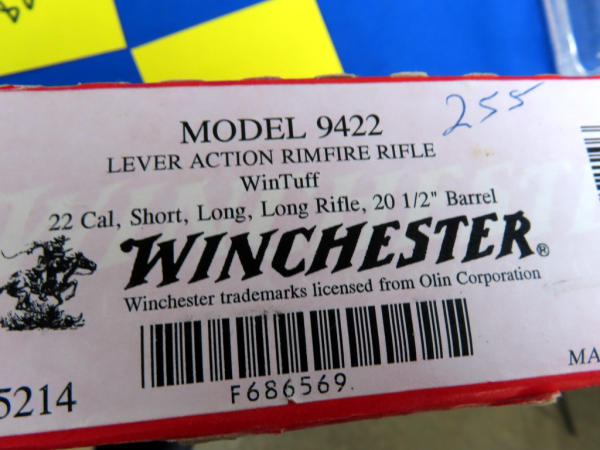 MODEL 9422
255
LEVER ACTION RIMFIRE RIFLE
WinTuff
22 Cal, Short, Long, Long Rifle, 20 1/2" Barrel
WINCHESTER®
Winchester trademarks licensed from Olin Corporation
F686569.
5214
MA